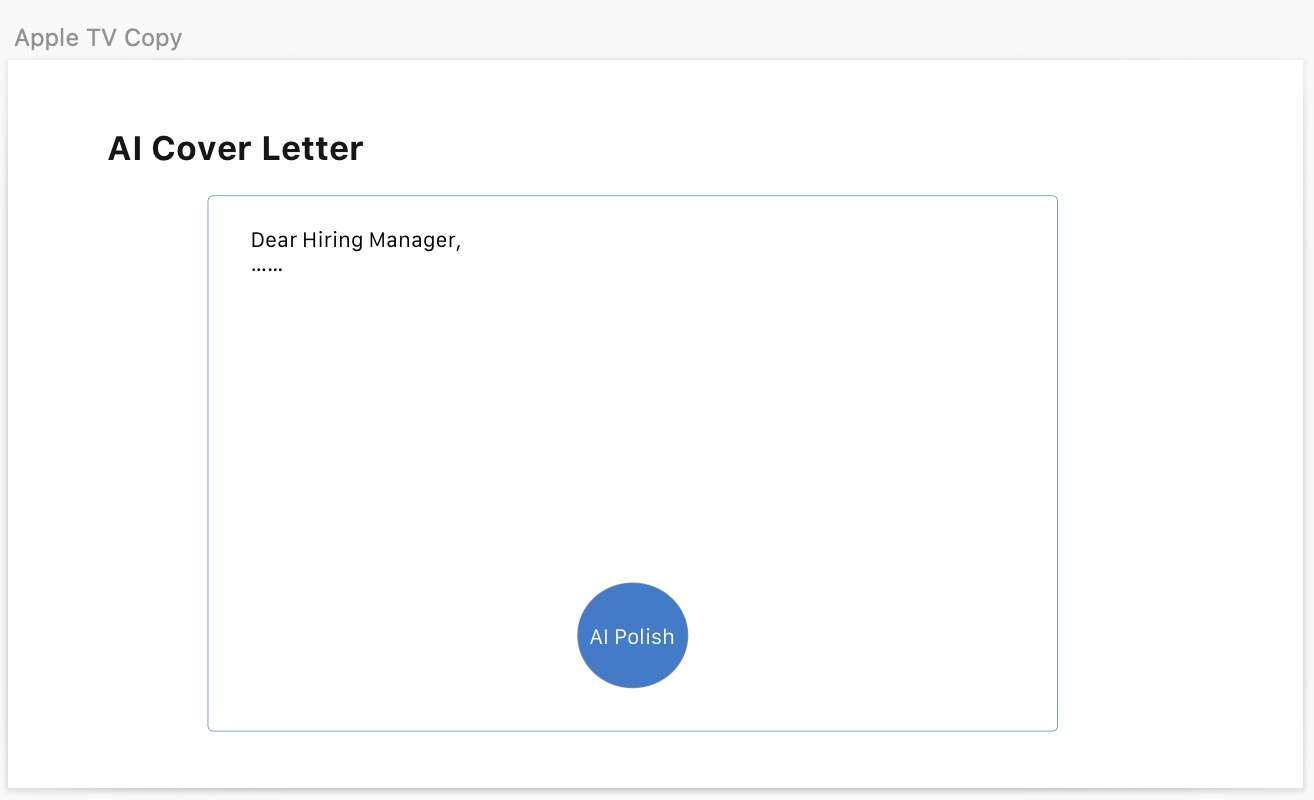 Apple TV Copy
AI Cover Letter
Dear Hiring Manager,
……
AI Polish